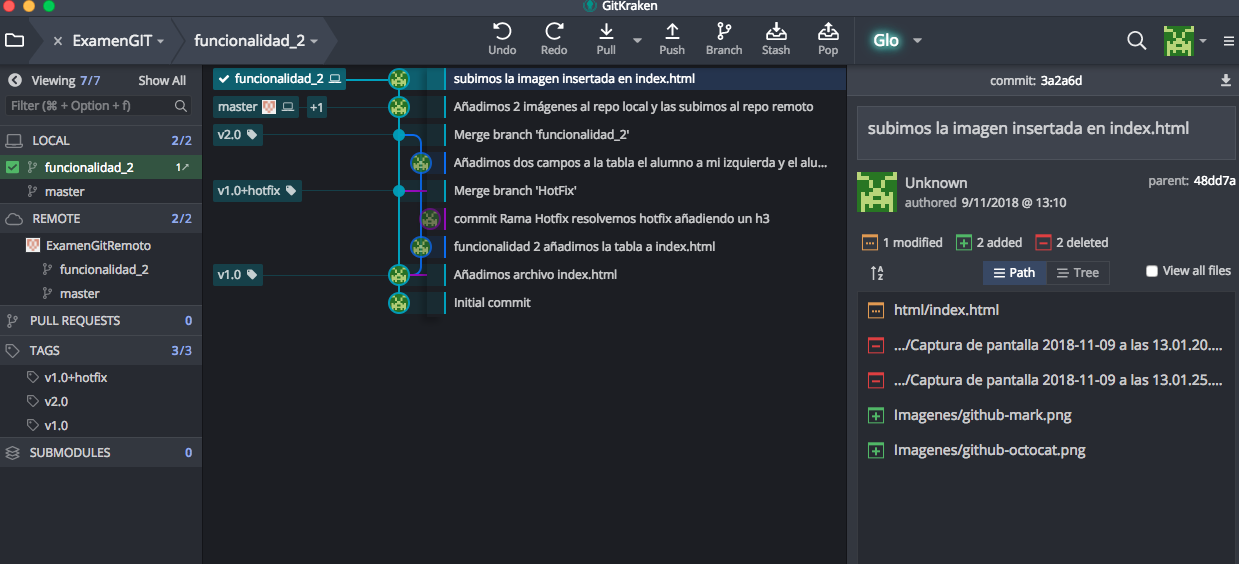 GitKraken
ExamenGIT
funcionalidad_2
Undo
Redo
Pull
Push
Branch
Stash
Pop
Glo
Viewing 7/7
Show All
Filter (⌘ + Option + f)
LOCAL 2/2
funcionalidad_2 1
master
REMOTE 2/2
ExamenGitRemoto
funcionalidad_2
master
PULL REQUESTS 0
TAGS 3/3
v1.0+hotfix
v2.0
v1.0
SUBMODULES 0
funcionalidad_2 subimos la imagen insertada en index.html
master +1 Añadimos 2 imágenes al repo local y las subimos al repo remoto
v2.0 Merge branch 'funcionalidad_2'
Añadimos dos campos a la tabla el alumno a mi izquierda y el alu...
v1.0+hotfix Merge branch 'HotFix'
commit Rama Hotfix resolvemos hotfix añadiendo un h3
funcionalidad 2 añadimos la tabla a index.html
v1.0 Añadimos archivo index.html
Initial commit
commit: 3a2a6d
subimos la imagen insertada en index.html
Unknown
parent: 48dd7a
authored 9/11/2018 @ 13:10
1 modified 2 added 2 deleted
A
Z
Path
Tree
View all files
html/index.html
.../Captura de pantalla 2018-11-09 a las 13.01.20....
.../Captura de pantalla 2018-11-09 a las 13.01.25....
Imagenes/github-mark.png
Imagenes/github-octocat.png